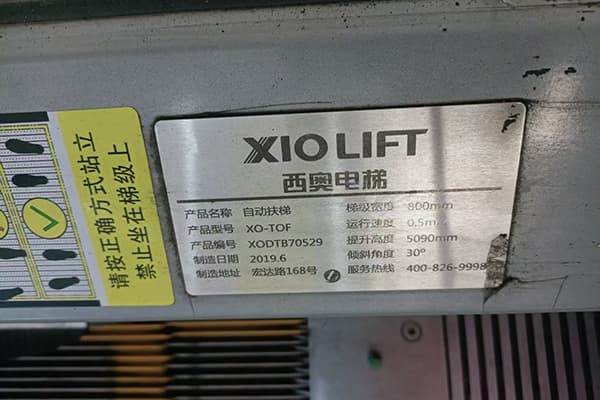 XIOLIFT
西奥电梯
产品名称 自动扶梯 梯级宽度 800mm
产品型号 XO-TOF 运行速度 0.5m
产品编号 XODTB70529 提升高度 5090mm
制造日期 2019.6 倾斜角度 30°
制造地址 宏达路168号 服务热线 400-826-9998
请按正确方式站立
禁止坐在梯级上